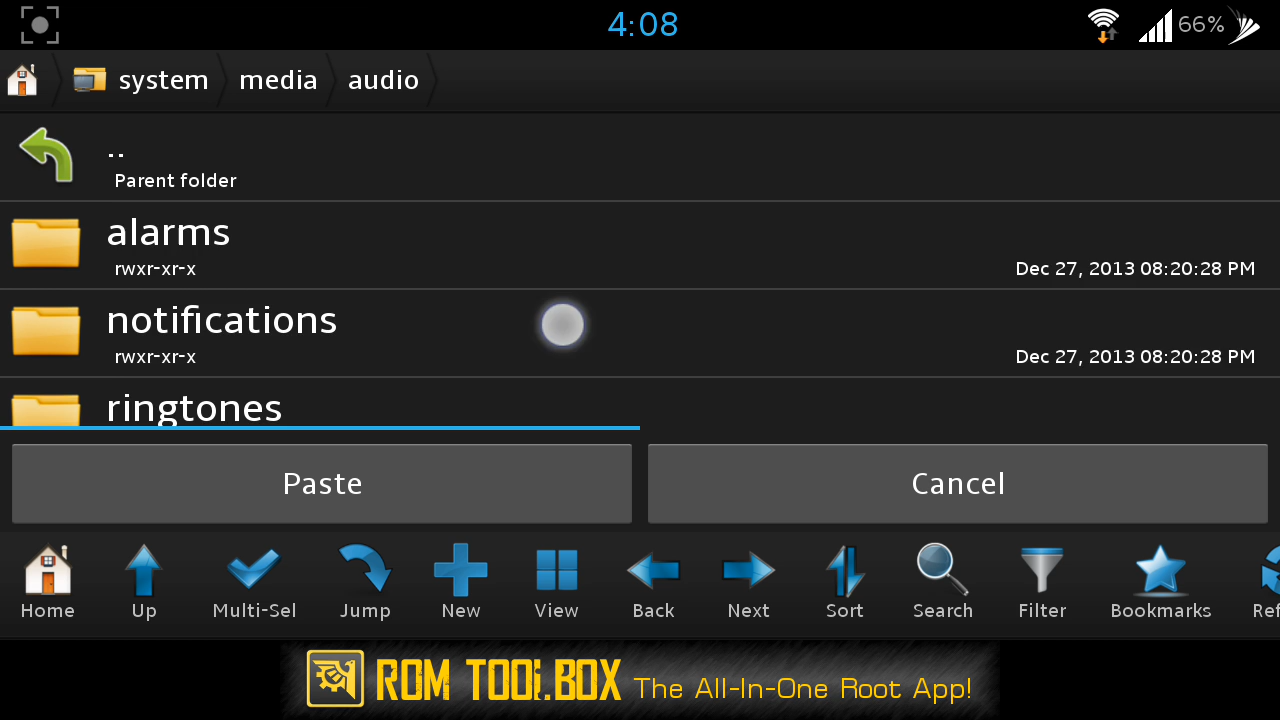 4:08 66%
system media audio
..
Parent folder
alarms
rwxr-xr-x Dec 27, 2013 08:20:28 PM
notifications
rwxr-xr-x Dec 27, 2013 08:20:28 PM
ringtones
Paste Cancel
Home Up Multi-Sel Jump New View Back Next Sort Search Filter Bookmarks Ref
ROM TOOLBOX The All-In-One Root App!